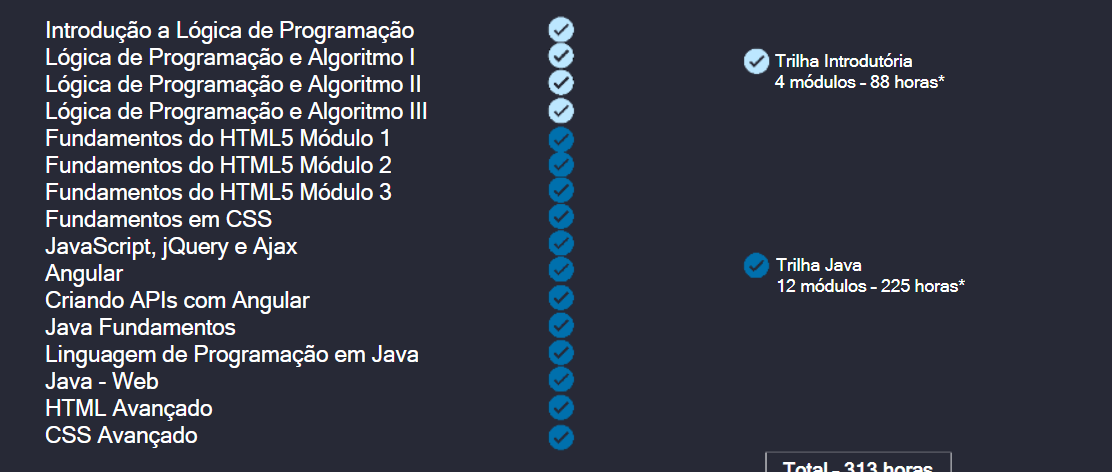 Introdução a Lógica de Programação
Lógica de Programação e Algoritmo I
Lógica de Programação e Algoritmo II
Lógica de Programação e Algoritmo III
Fundamentos do HTML5 Módulo 1
Fundamentos do HTML5 Módulo 2
Fundamentos do HTML5 Módulo 3
Fundamentos em CSS
JavaScript, jQuery e Ajax
Angular
Criando APIs com Angular
Java Fundamentos
Linguagem de Programação em Java
Java - Web
HTML Avançado
CSS Avançado
Trilha Introdutória
4 módulos - 88 horas*
Trilha Java
12 módulos - 225 horas*
Total - 313 horas